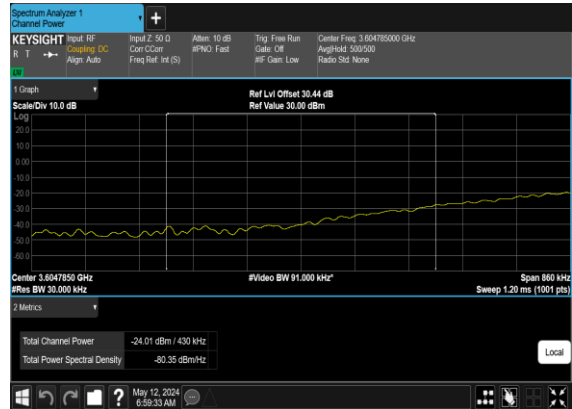 Spectrum Analyzer 1
Channel Power
+
KEYSIGHT Input: RF Input Z: 50 Ω Atten: 10 dB Trig: Free Run Center Freq: 3.604785000 GHz
R T Coupling: DC Corr CCorr #PNO: Fast Gate: Off Avg|Hold: 500/500
Align: Auto Freq Ref: Int (S) #IF Gain: Low Radio Std: None
1 Graph
Ref Lvl Offset 30.44 dB
Scale/Div 10.0 dB Ref Value 30.00 dBm
Log
20.0
10.0
0.00
-10.0
-20.0
-30.0
-40.0
-50.0
-60.0
Center 3.6047850 GHz #Video BW 91.000 kHz* Span 860 kHz
#Res BW 30.000 kHz Sweep 1.20 ms (1001 pts)
2 Metrics
Total Channel Power -24.01 dBm / 430 kHz
Total Power Spectral Density -80.35 dBm/Hz
Local
? May 12, 2024
6:59:33 AM